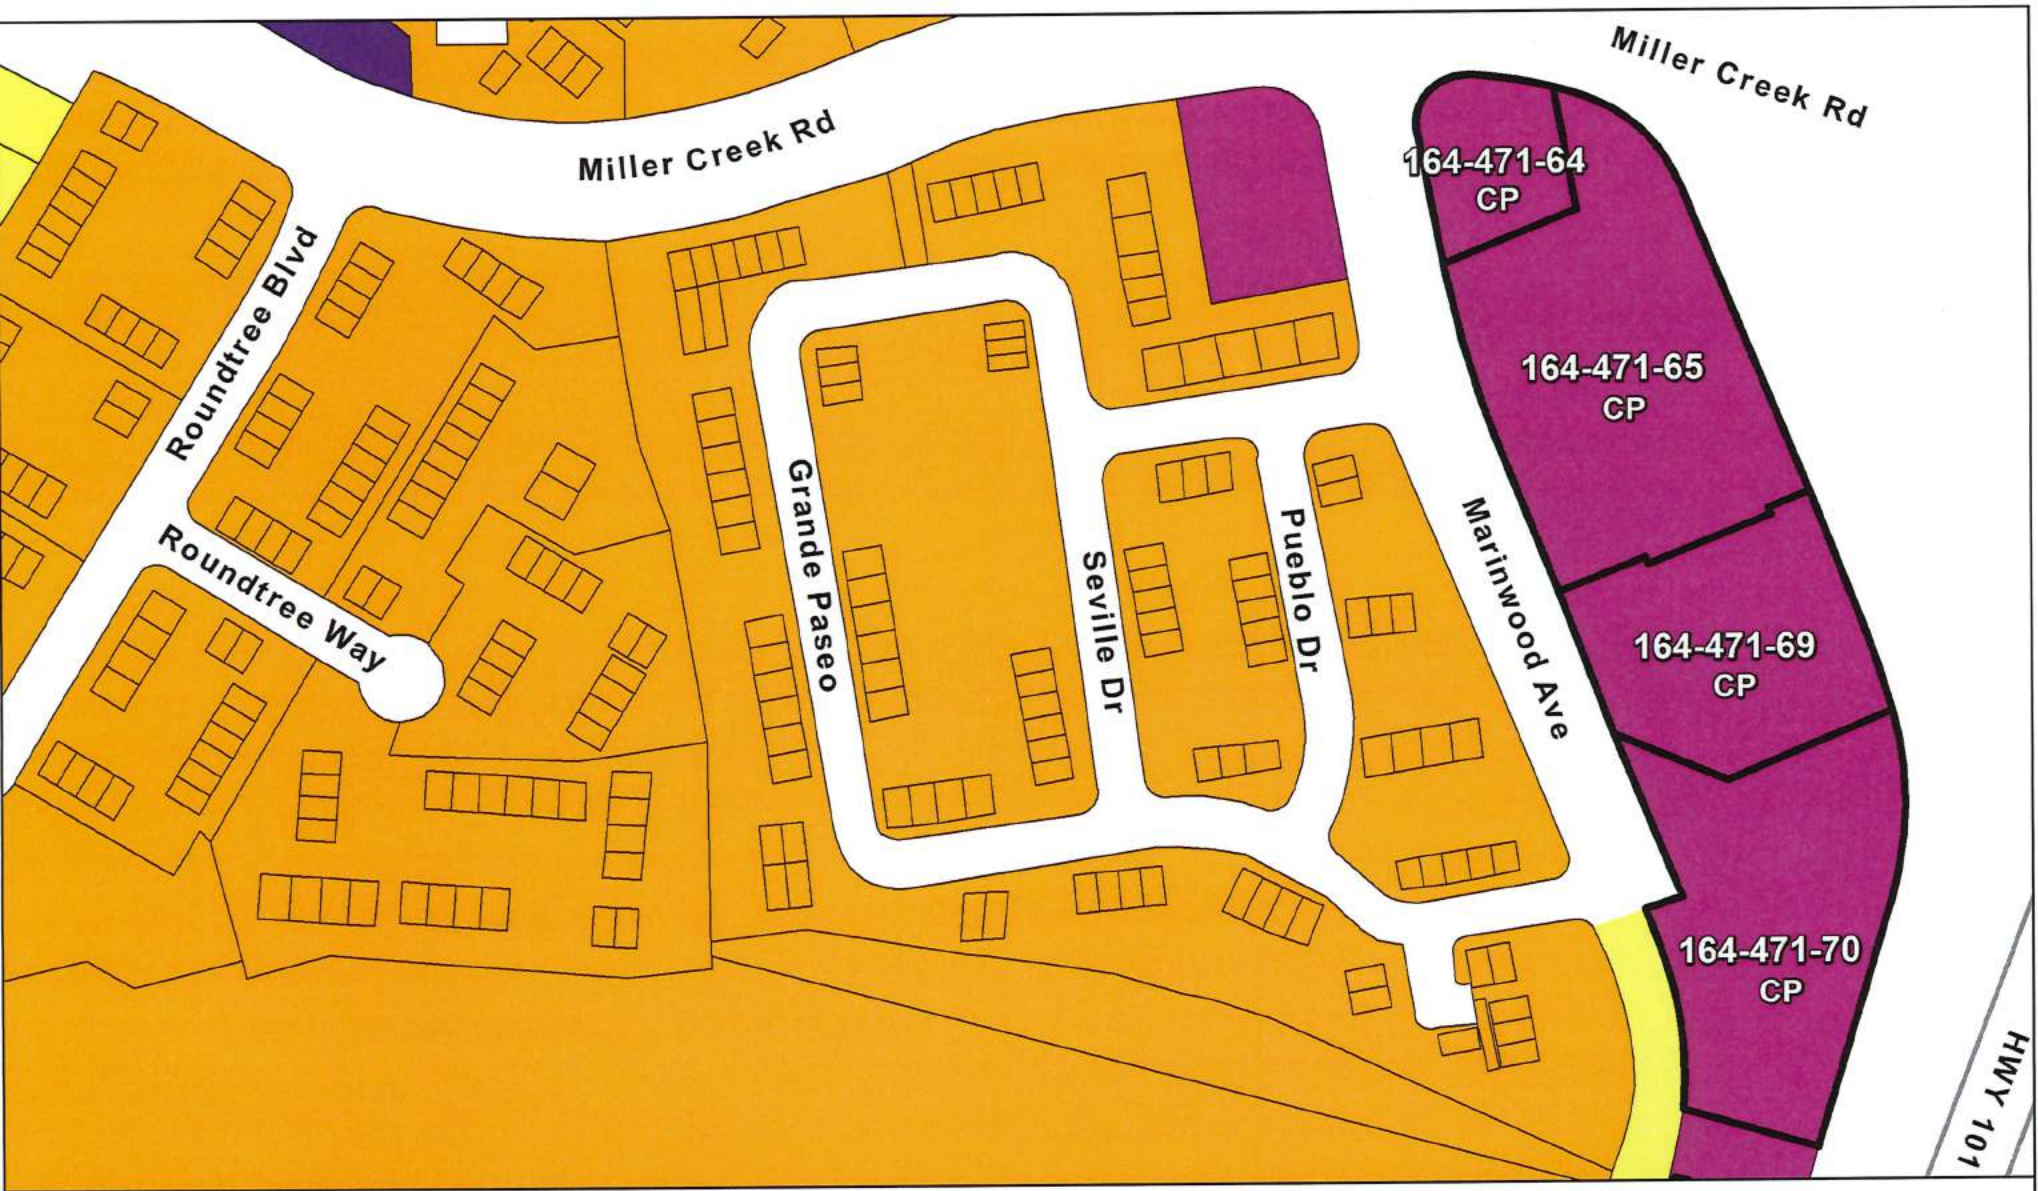 Miller Creek Rd
Miller Creek Rd
164-471-64
CP
Roundtree Blvd
164-471-65
CP
Grande Paseo
Seville Dr
Pueblo Dr
Marinwood Ave
Roundtree Way
164-471-69
CP
164-471-70
CP
HWY 101